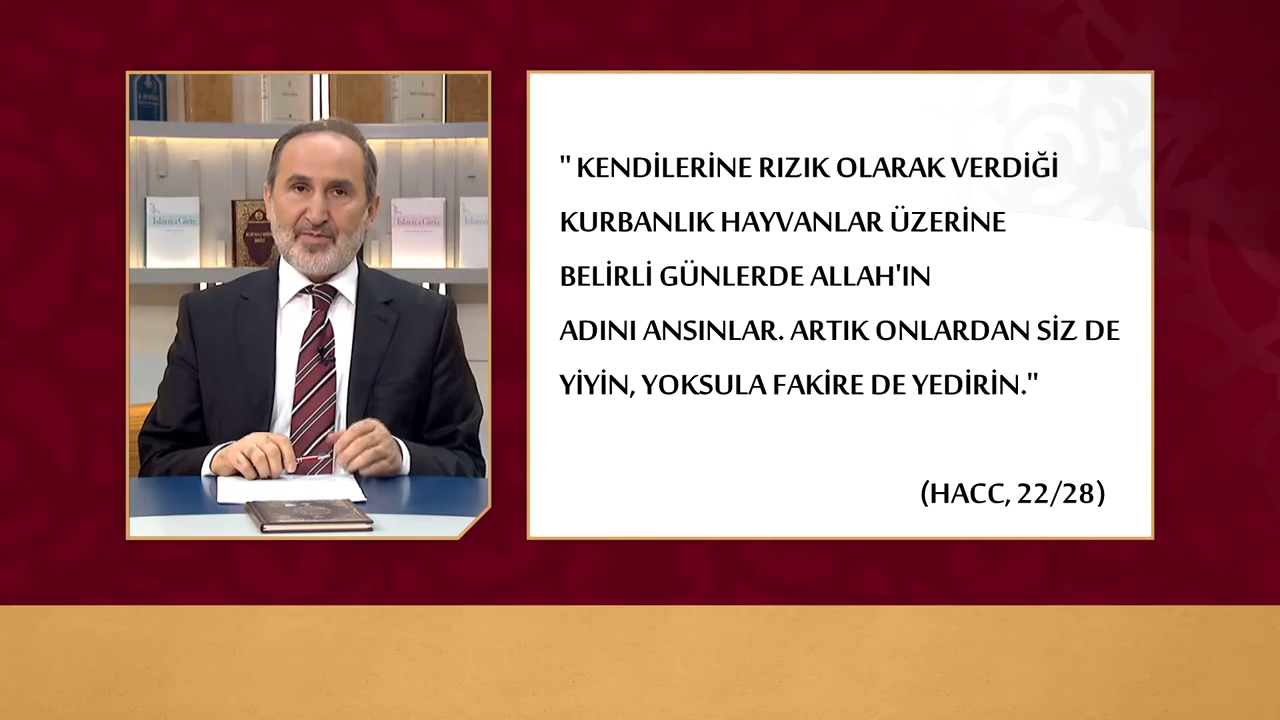 " KENDİLERİNE RIZIK OLARAK VERDİĞİ
KURBANLIK HAYVANLAR ÜZERİNE
BELİRLİ GÜNLERDE ALLAH'IN
ADINI ANSINLAR. ARTIK ONLARDAN SİZ DE
YİYİN, YOKSULA FAKİRE DE YEDİRİN."
(HACC, 22/28)